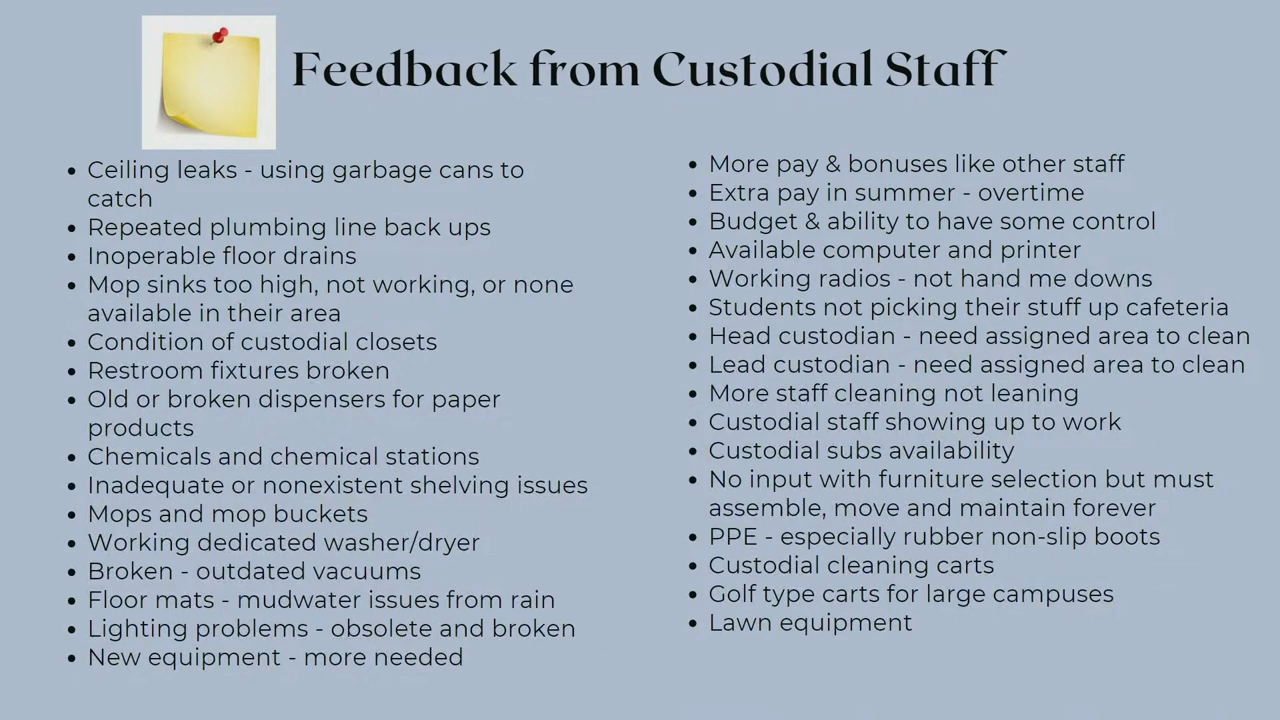 Feedback from Custodial Staff
• Ceiling leaks - using garbage cans to
catch
• Repeated plumbing line back ups
• Inoperable floor drains
• Mop sinks too high, not working, or none
available in their area
• Condition of custodial closets
• Restroom fixtures broken
• Old or broken dispensers for paper
products
• Chemicals and chemical stations
• Inadequate or nonexistent shelving issues
• Mops and mop buckets
• Working dedicated washer/dryer
• Broken - outdated vacuums
• Floor mats - mudwater issues from rain
• Lighting problems - obsolete and broken
• New equipment - more needed
• More pay & bonuses like other staff
• Extra pay in summer - overtime
• Budget & ability to have some control
• Available computer and printer
• Working radios - not hand me downs
• Students not picking their stuff up cafeteria
• Head custodian - need assigned area to clean
• Lead custodian - need assigned area to clean
• More staff cleaning not leaning
• Custodial staff showing up to work
• Custodial subs availability
• No input with furniture selection but must
assemble, move and maintain forever
• PPE - especially rubber non-slip boots
• Custodial cleaning carts
• Golf type carts for large campuses
• Lawn equipment